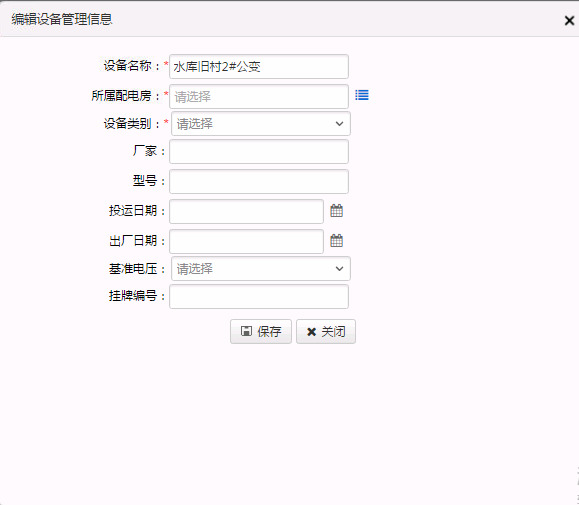 编辑设备管理信息
设备名称：*水库旧村2#公变
所属配电房：*请选择
设备类别：*请选择
厂家：
型号：
投运日期：
出厂日期：
基准电压：请选择
挂牌编号：
保存 关闭